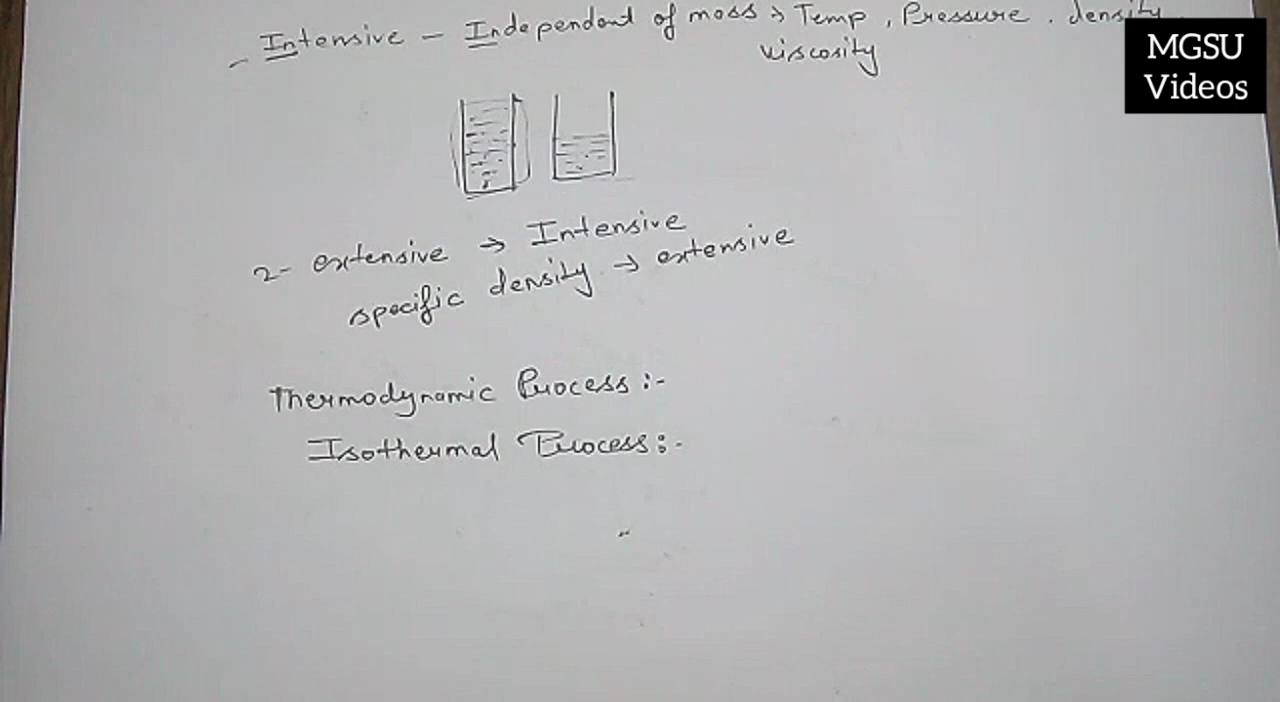 Intensive - Independent of mass → Temp, Pressure. density
viscosity
MGSU
Videos
2- extensive → Intensive
specific density → extensive
Thermodynamic Process:-
Isothermal Process:-